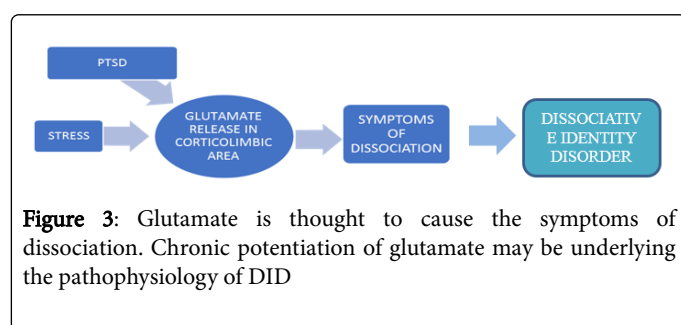 PTSD
STRESS
GLUTAMATE
RELEASE IN
CORTICOLIMBIC
AREA
SYMPTOMS
OF
DISSOCIATION
DISSOCIATIV
E IDENTITY
DISORDER
Figure 3: Glutamate is thought to cause the symptoms of
dissociation. Chronic potentiation of glutamate may be underlying
the pathophysiology of DID